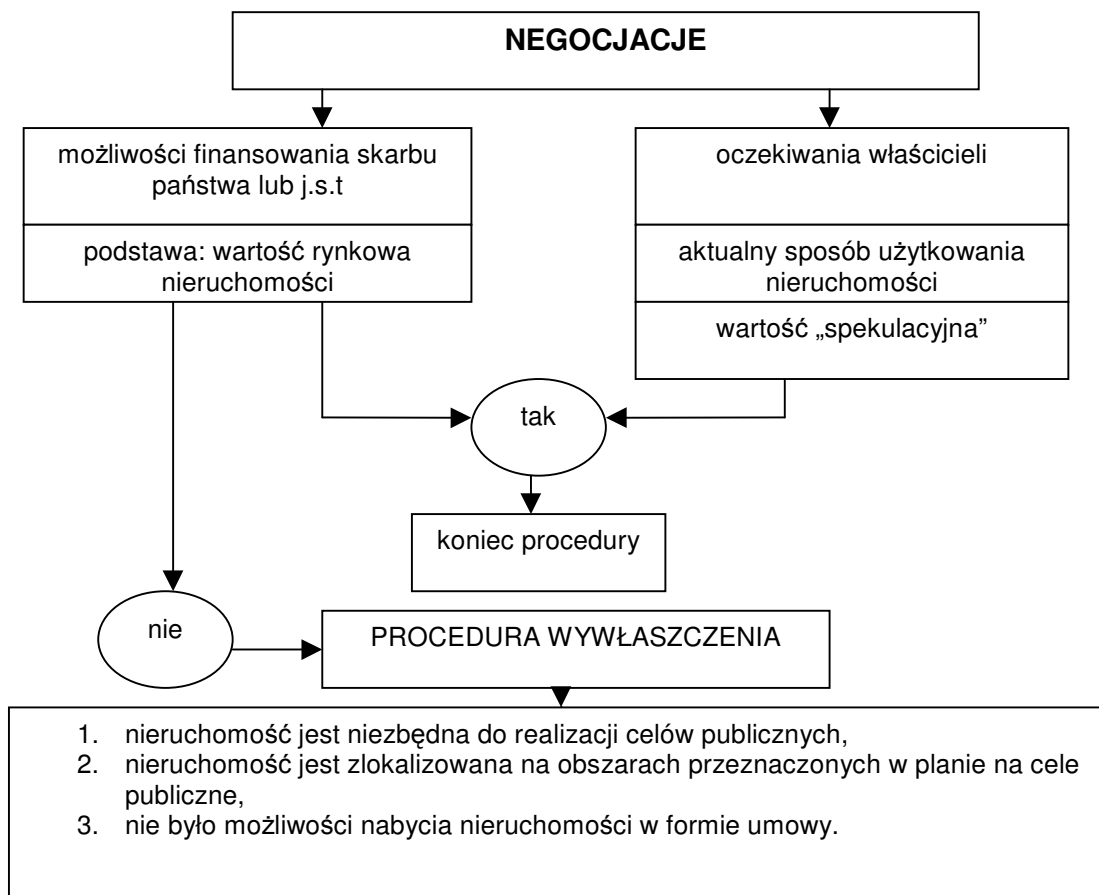 NEGOCJACJE
możliwości finansowania skarbu
państwa lub j.s.t
podstawa: wartość rynkowa
nieruchomości
oczekiwania właścicieli
aktualny sposób użytkowania
nieruchomości
wartość „spekulacyjna”
tak
koniec procedury
nie
PROCEDURA WYWŁASZCZENIA
1. nieruchomość jest niezbędna do realizacji celów publicznych,
2. nieruchomość jest zlokalizowana na obszarach przeznaczonych w planie na cele
publiczne,
3. nie było możliwości nabycia nieruchomości w formie umowy.